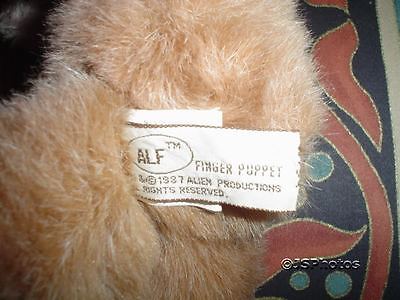 ALF™
FINGER PUPPET
&©1987 ALIEN PRODUCTIONS
RIGHTS RESERVED.
©JSPhotos